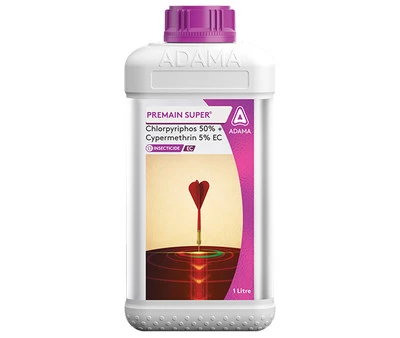 ADAMA
PREMAIN SUPER®
Chlorpyriphos 50% +
Cypermethrin 5% EC
INSECTICIDE EC
ADAMA
1 Litre